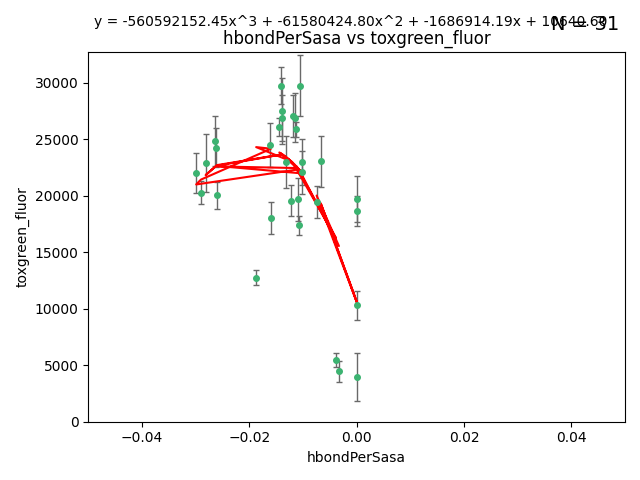 y = -560592152.45x^3 + -61580424.80x^2 + -1686914.19x + 10640.60
N = 31
hbondPerSasa vs toxgreen_fluor
30000
25000
20000
15000
10000
5000
0
toxgreen_fluor
−0.04
−0.02
0.00
0.02
0.04
hbondPerSasa